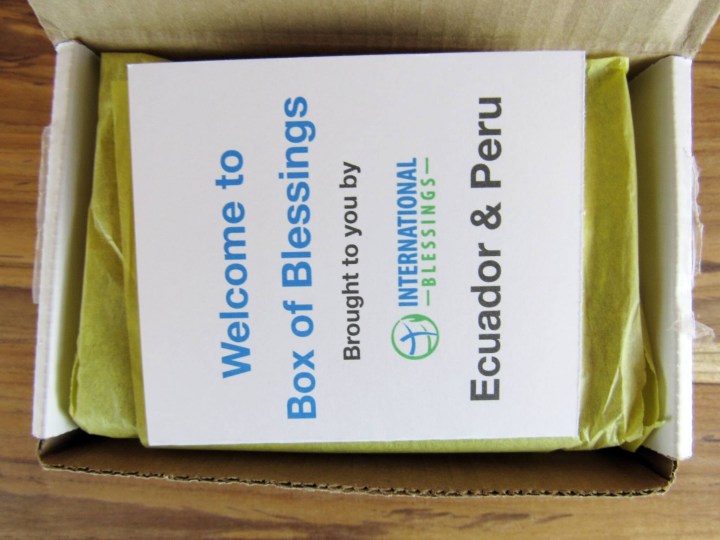 Welcome to
Box of Blessings
Brought to you by
INTERNATIONAL
—BLESSINGS—
Ecuador & Peru